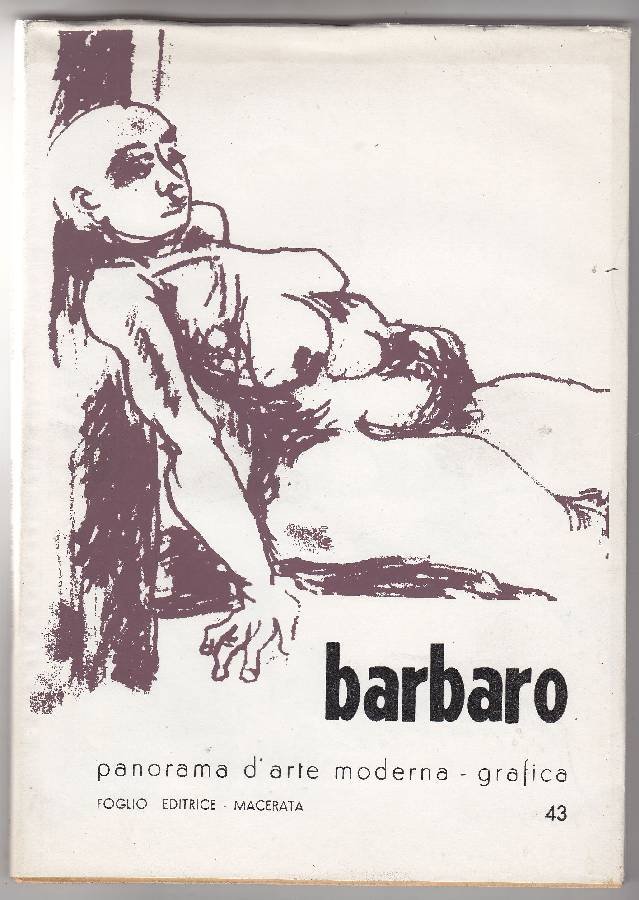 barbaro
panorama d'arte moderna - grafica
FOGLIO EDITRICE - MACERATA
43